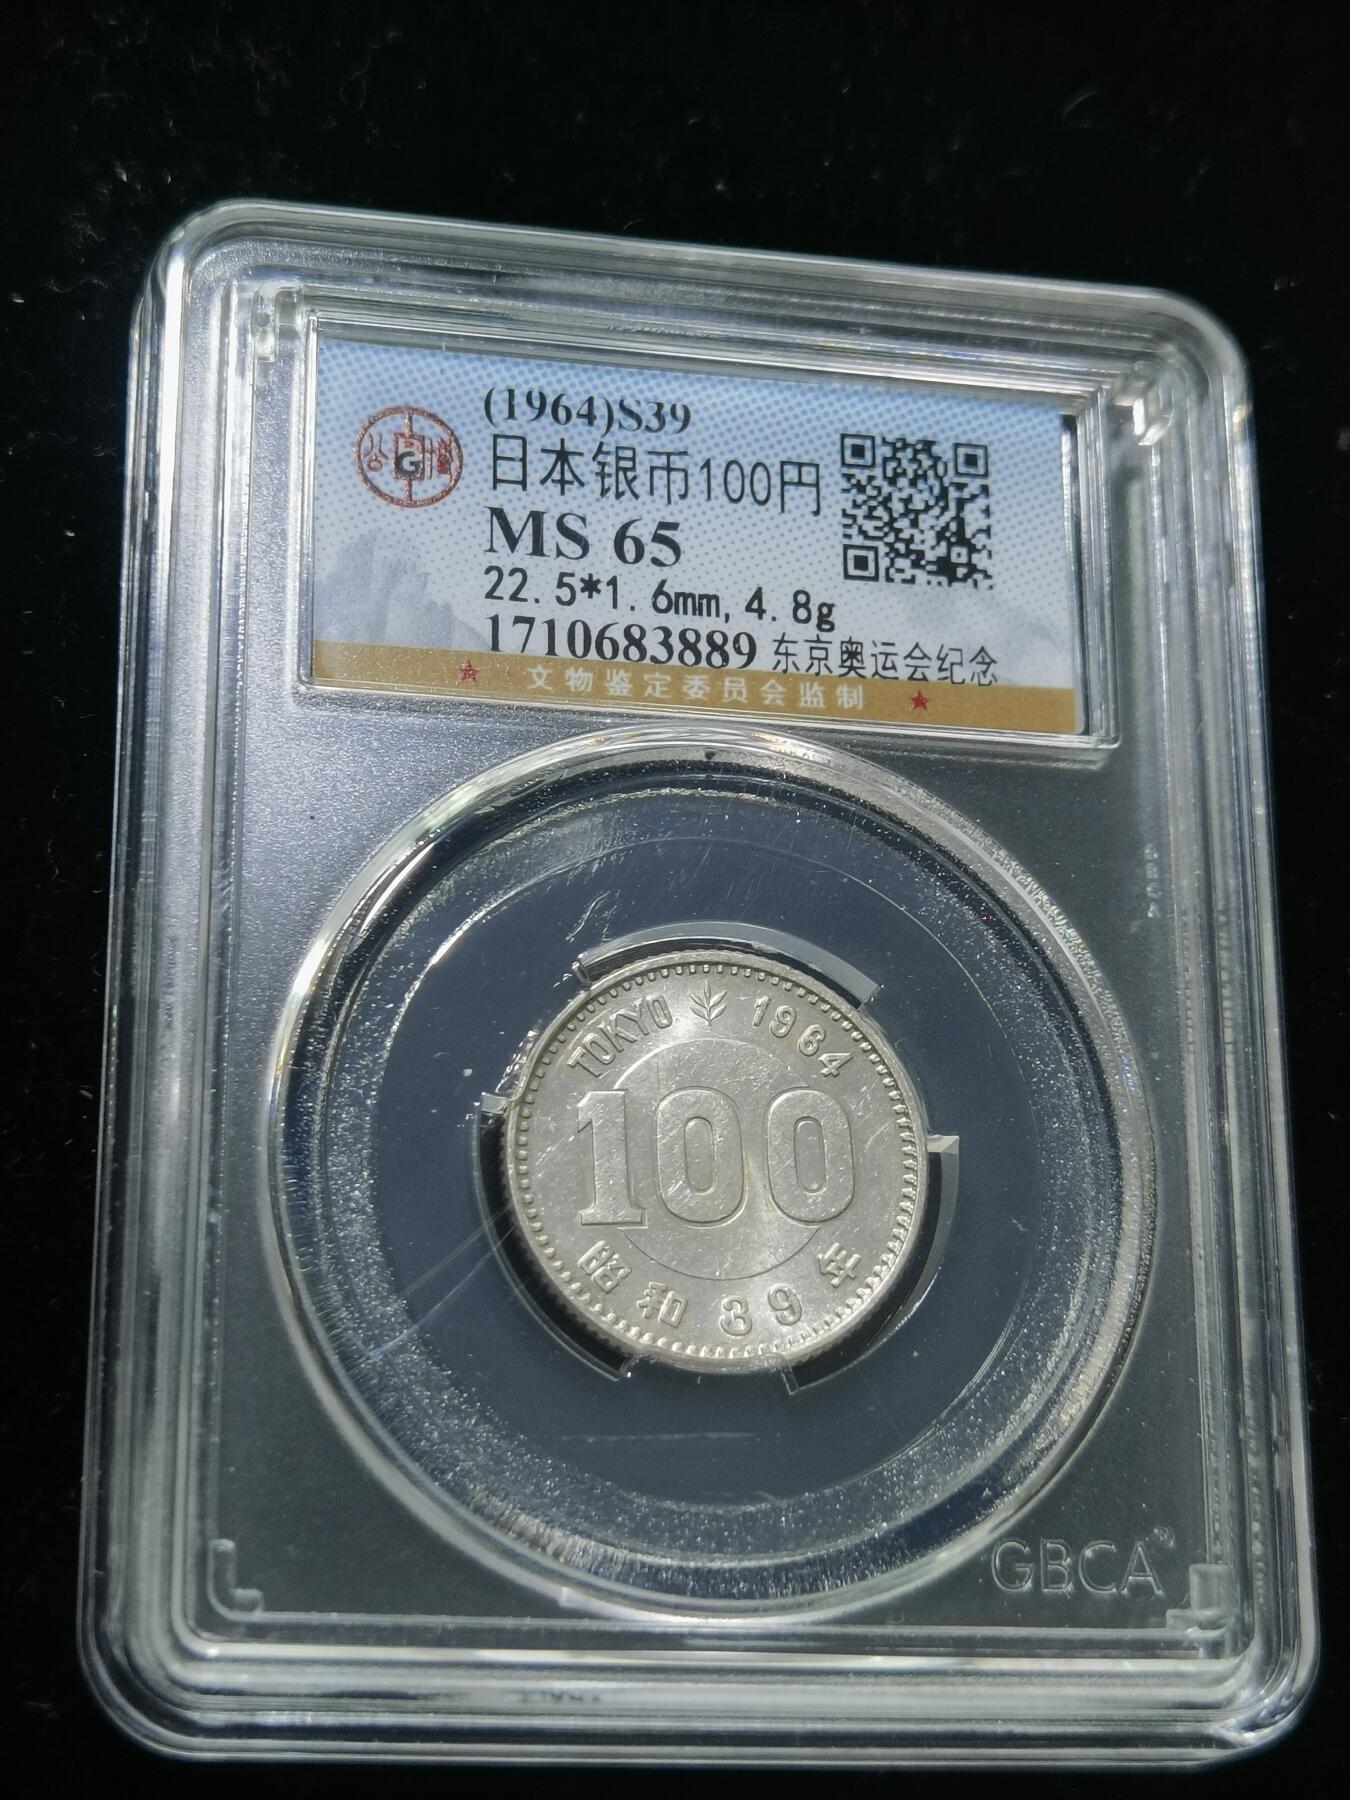 (1964)S39
日本银币100円
MS 65
22.5*1.6mm,4.8g
1710683889 东京奥运会纪念
文物鉴定委员会监制
公 G 博
TOKYO 1964
100
昭和39年
GBCA®